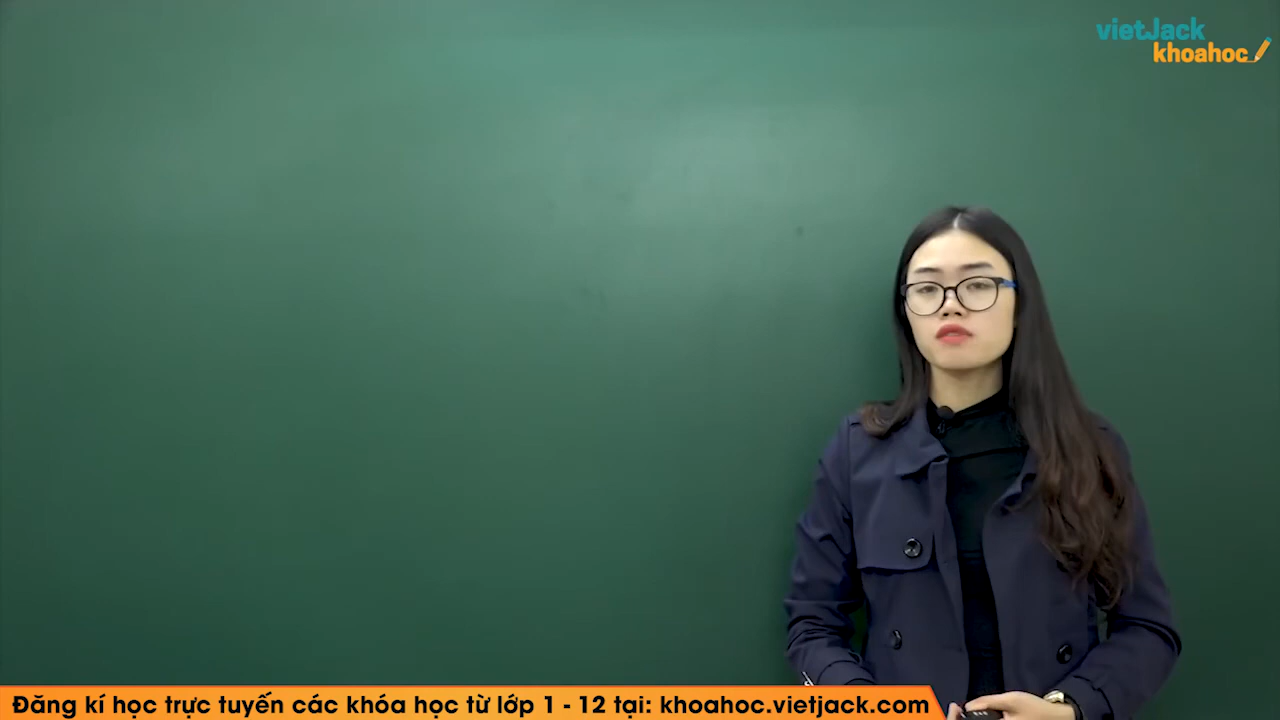 vietJack
khoahoc
Đăng kí học trực tuyến các khóa học từ lớp 1 - 12 tại: khoahoc.vietjack.com